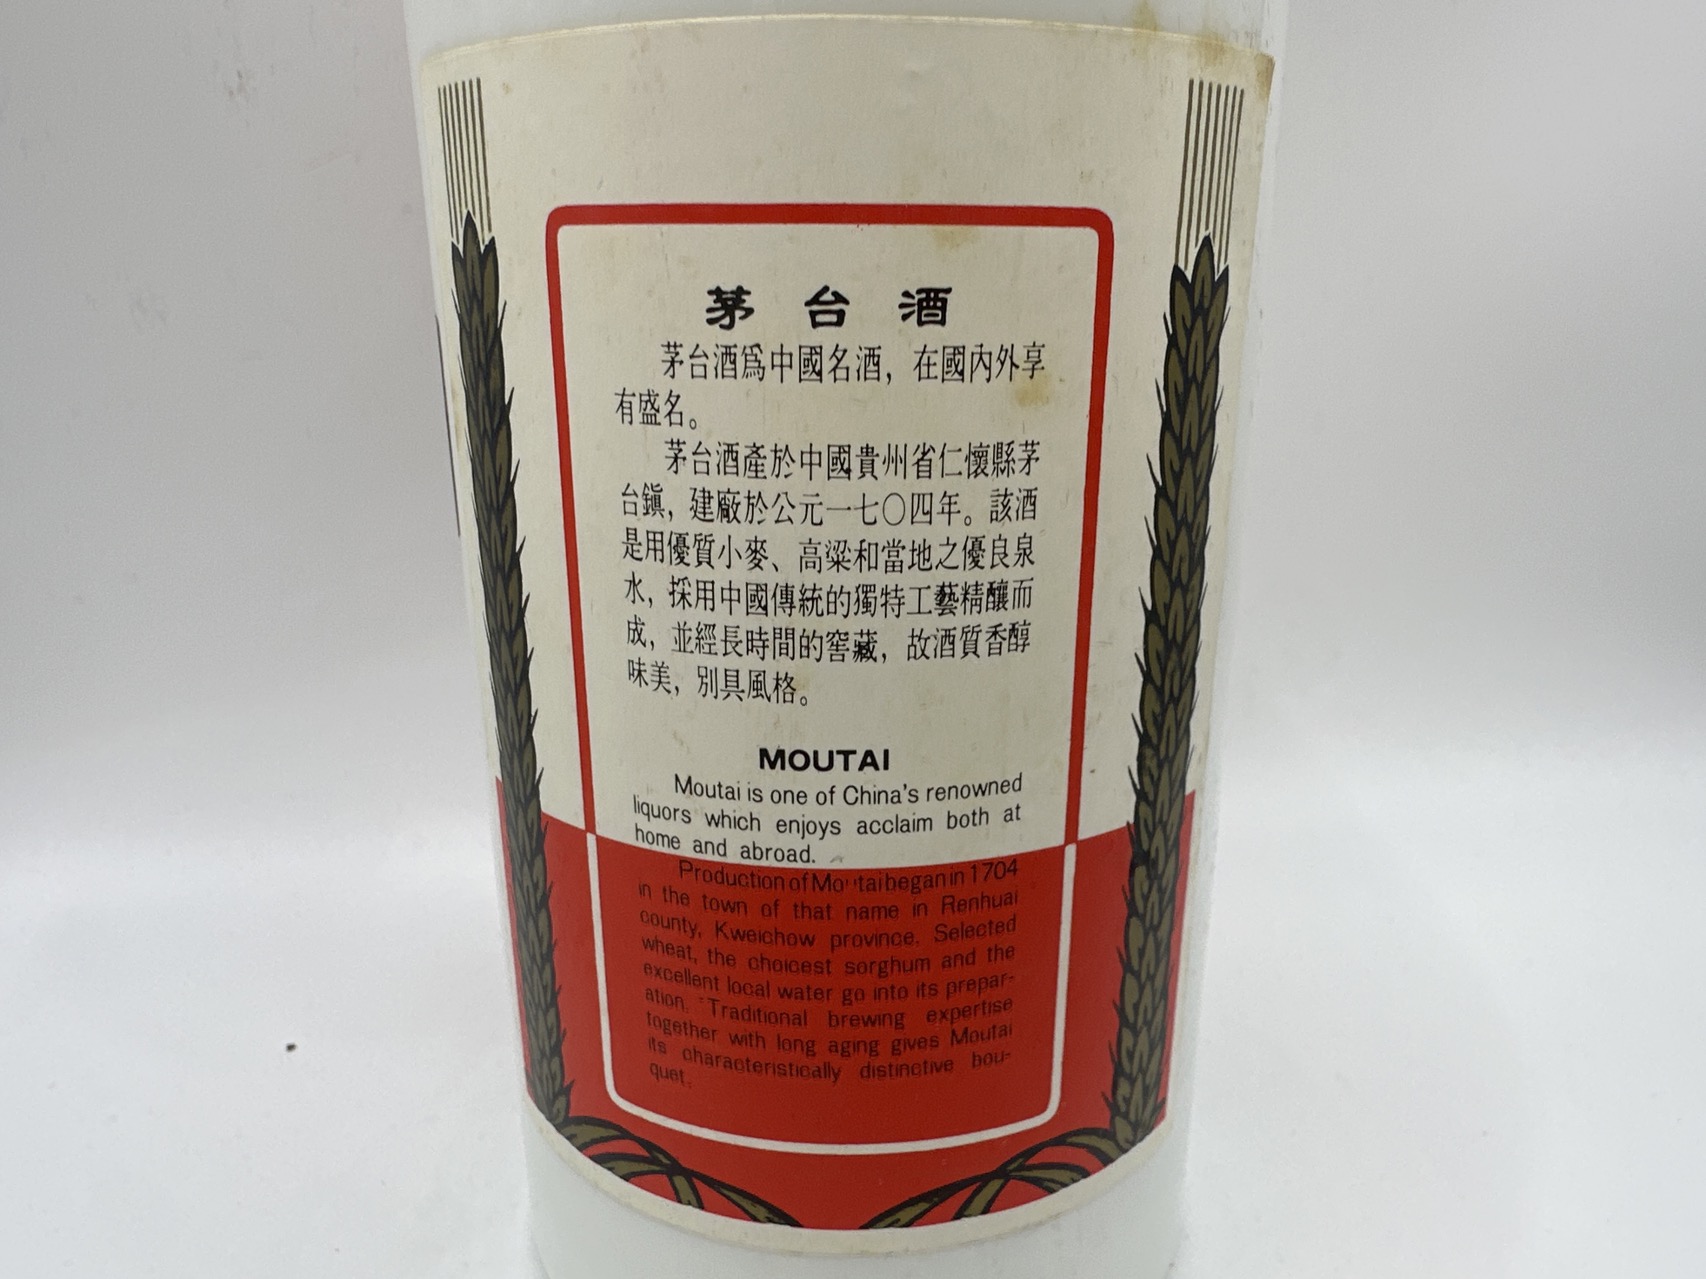 茅台酒
茅台酒爲中國名酒，在國內外享
有盛名。
茅台酒產於中國貴州省仁懷縣茅
台鎮，建廠於公元一七〇四年。該酒
是用優質小麥、高粱和當地之優良泉
水，採用中國傳統的獨特工藝精釀而
成，並經長時間的窖藏，故酒質香醇
味美，別具風格。
MOUTAI
Moutai is one of China's renowned
liquors which enjoys acclaim both at
home and abroad.
Production of Moutai began in 1704
in the town of that name in Renhuai
county, Kweichow province. Selected
wheat, the choicest sorghum and the
excellent local water go into its prepar-
ation. Traditional brewing expertise
together with long aging gives Moutai
its characteristically distinctive bou-
quet.